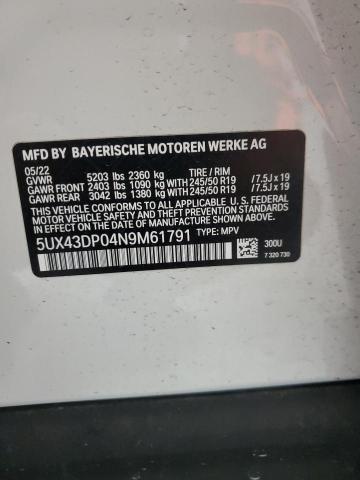 MFD BY BAYERISCHE MOTOREN WERKE AG
05/22
GVWR 5203 lbs 2360 kg TIRE / RIM
GAWR FRONT 2403 lbs 1090 kg WITH 245/50 R19 / 7.5J x 19
GAWR REAR 3042 lbs 1380 kg WITH 245/50 R19 / 7.5J x 19
THIS VEHICLE CONFORMS TO ALL APPLICABLE U. S. FEDERAL
MOTOR VEHICLE SAFETY, BUMPER, AND THEFT
PREVENTION STANDARDS IN EFFECT ON THE DATE OF
MANUFACTURE SHOWN ABOVE.
5UX43DP04N9M61791 TYPE: MPV
300U
7 320 730